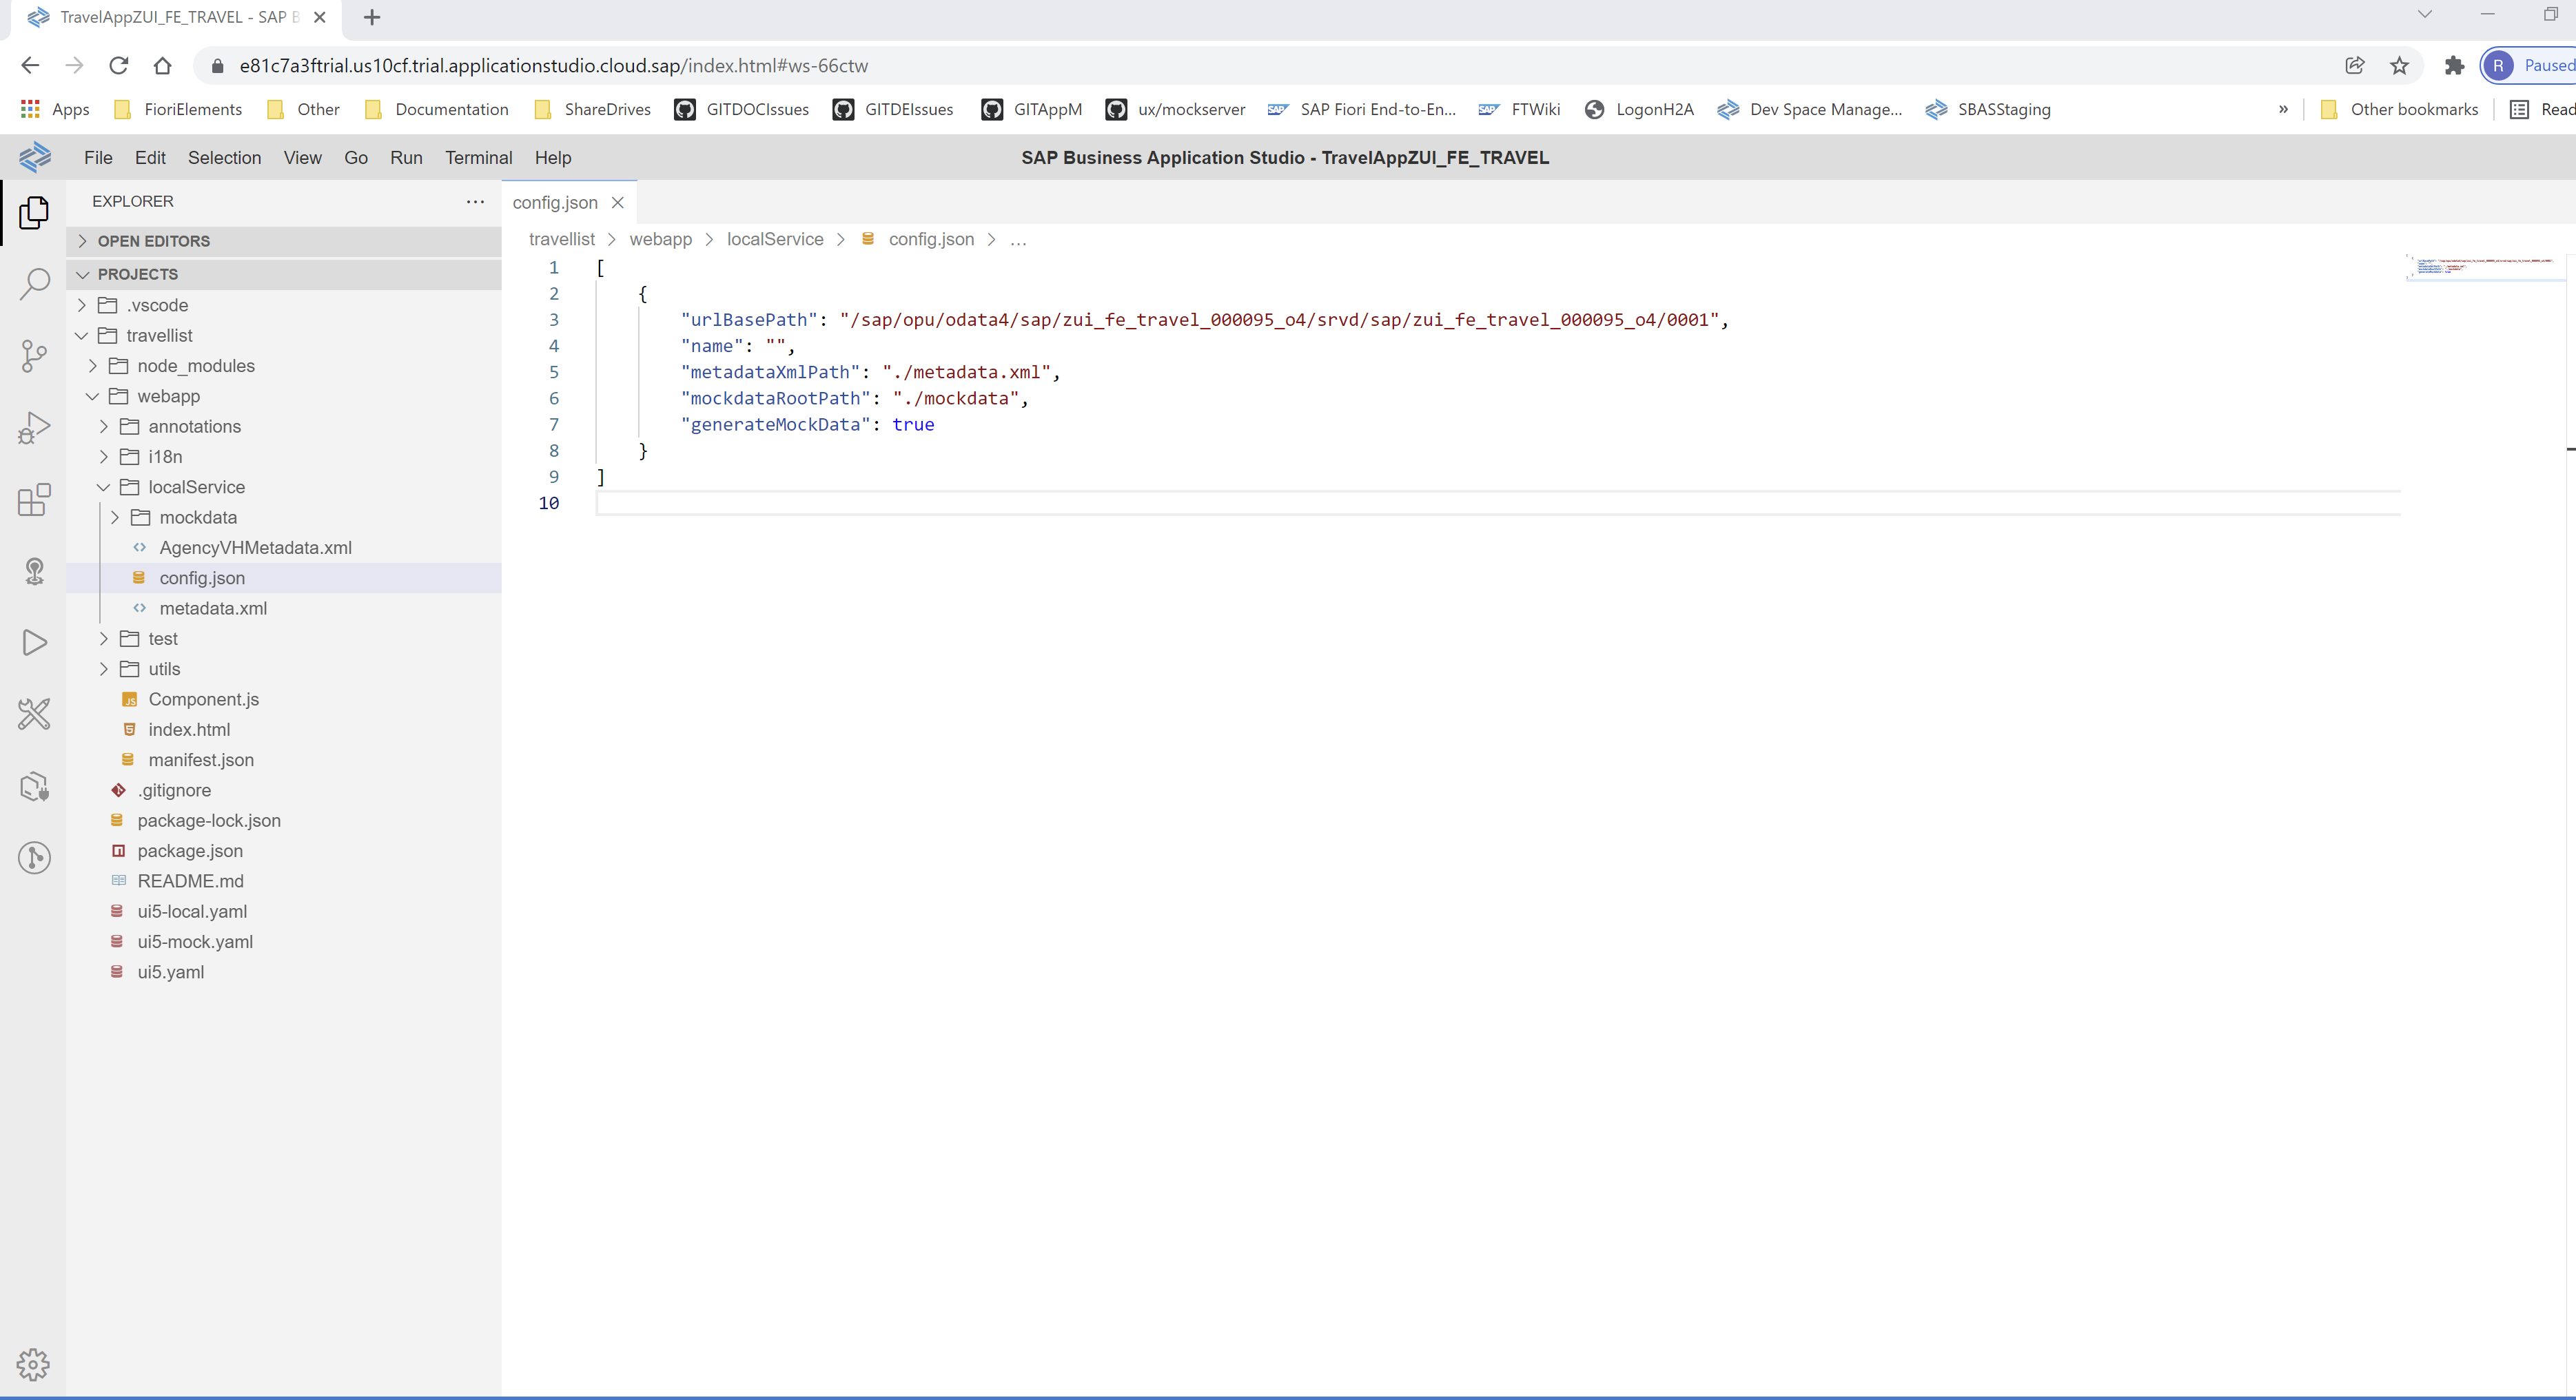 TravelAppZUI_FE_TRAVEL - SAP B
e81c7a3ftrial.us10cf.trial.applicationstudio.cloud.sap/index.html#ws-66ctw
R Paused
Apps FioriElements Other Documentation ShareDrives GITDOCIssues GITDEIssues GITAppM ux/mockserver SAP SAP Fiori End-to-En... SAP FTWiki LogonH2A Dev Space Manage... SBASStaging » Other bookmarks Read
File Edit Selection View Go Run Terminal Help
SAP Business Application Studio - TravelAppZUI_FE_TRAVEL
EXPLORER ...
OPEN EDITORS
PROJECTS
.vscode
travellist
node_modules
webapp
annotations
i18n
localService
mockdata
AgencyVHMetadata.xml
config.json
metadata.xml
test
utils
JS Component.js
index.html
manifest.json
.gitignore
package-lock.json
package.json
README.md
ui5-local.yaml
ui5-mock.yaml
ui5.yaml
config.json
travellist > webapp > localService > config.json > ...
1 [
2 {
3 "urlBasePath": "/sap/opu/odata4/sap/zui_fe_travel_000095_o4/srvd/sap/zui_fe_travel_000095_o4/0001",
4 "name": "",
5 "metadataXmlPath": "./metadata.xml",
6 "mockdataRootPath": "./mockdata",
7 "generateMockData": true
8 }
9 ]
10